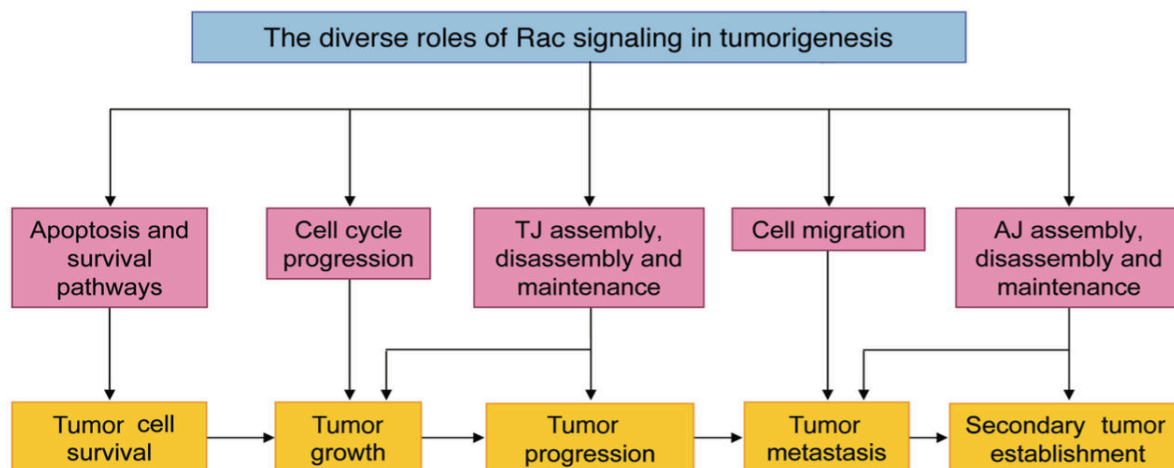 The diverse roles of Rac signaling in tumorigenesis
Apoptosis and
survival
pathways
Cell cycle
progression
TJ assembly,
disassembly and
maintenance
Cell migration
AJ assembly,
disassembly and
maintenance
Tumor cell
survival
Tumor
growth
Tumor
progression
Tumor
metastasis
Secondary tumor
establishment